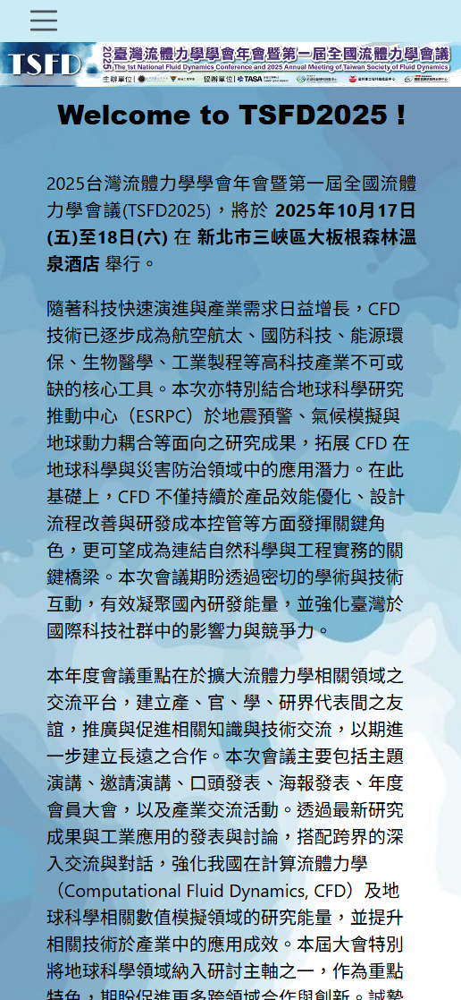 TSFD
2025
臺灣流體力學學會年會暨第一屆全國流體力學會議
The 1st National Fluid Dynamics Conference and 2025 Annual Meeting of Taiwan Society of Fluid Dynamics
主辦單位
協辦單位
TASA
Welcome to TSFD2025 !
2025台灣流體力學學會年會暨第一屆全國流體
力學會議(TSFD2025)，將於 2025年10月17日
(五)至18日(六) 在 新北市三峽區大板根森林溫
泉酒店 舉行。
隨著科技快速演進與產業需求日益增長，CFD
技術已逐步成為航空航太、國防科技、能源環
保、生物醫學、工業製程等高科技產業不可或
缺的核心工具。本次亦特別結合地球科學研究
推動中心（ESRPC）於地震預警、氣候模擬與
地球動力耦合等面向之研究成果，拓展 CFD 在
地球科學與災害防治領域中的應用潛力。在此
基礎上，CFD 不僅持續於產品效能優化、設計
流程改善與研發成本控管等方面發揮關鍵角
色，更可望成為連結自然科學與工程實務的關
鍵橋梁。本次會議期盼透過密切的學術與技術
互動，有效凝聚國內研發能量，並強化臺灣於
國際科技社群中的影響力與競爭力。
本年度會議重點在於擴大流體力學相關領域之
交流平台，建立產、官、學、研界代表間之友
誼，推廣與促進相關知識與技術交流，以期進
一步建立長遠之合作。本次會議主要包括主題
演講、邀請演講、口頭發表、海報發表、年度
會員大會，以及產業交流活動。透過最新研究
成果與工業應用的發表與討論，搭配跨界的深
入交流與對話，強化我國在計算流體力學
（Computational Fluid Dynamics, CFD）及地
球科學相關數值模擬領域的研究能量，並提升
相關技術於產業中的應用成效。本屆大會特別
將地球科學領域納入研討主軸之一，作為重點
特色，期盼促進更多跨領域合作與創新。誠摯